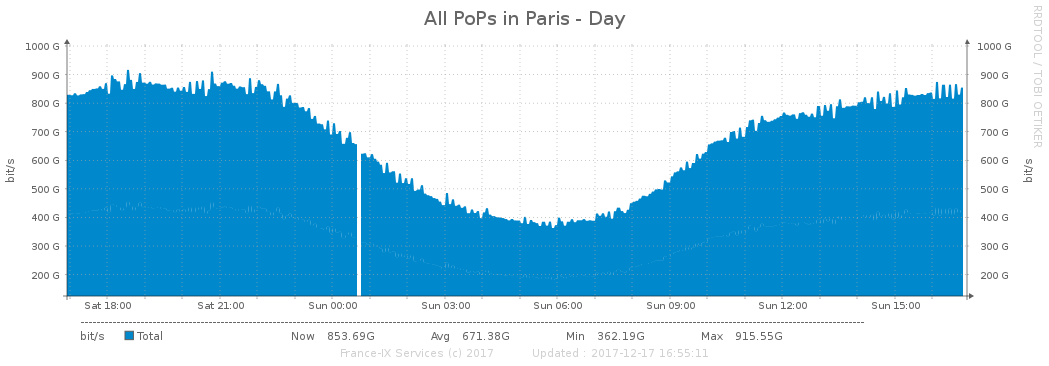 All PoPs in Paris - Day
RRDTOOL / TOBI OETIKER
1000 G 1000 G
900 G 900 G
800 G 800 G
700 G 700 G
600 G 600 G
500 G 500 G
400 G 400 G
300 G 300 G
200 G 200 G
bit/s
bit/s
Sat 18:00 Sat 21:00 Sun 00:00 Sun 03:00 Sun 06:00 Sun 09:00 Sun 12:00 Sun 15:00
bit/s Total Now 853.69G Avg 671.38G Min 362.19G Max 915.55G
France-IX Services (c) 2017 Updated : 2017-12-17 16:55:11